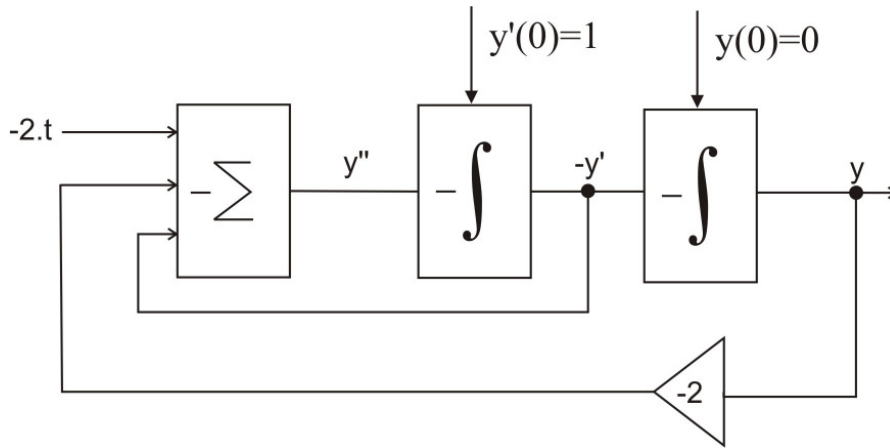 y'(0)=1
y(0)=0
-2.t
-∑
y''
-∫
-y'
-∫
y
-2